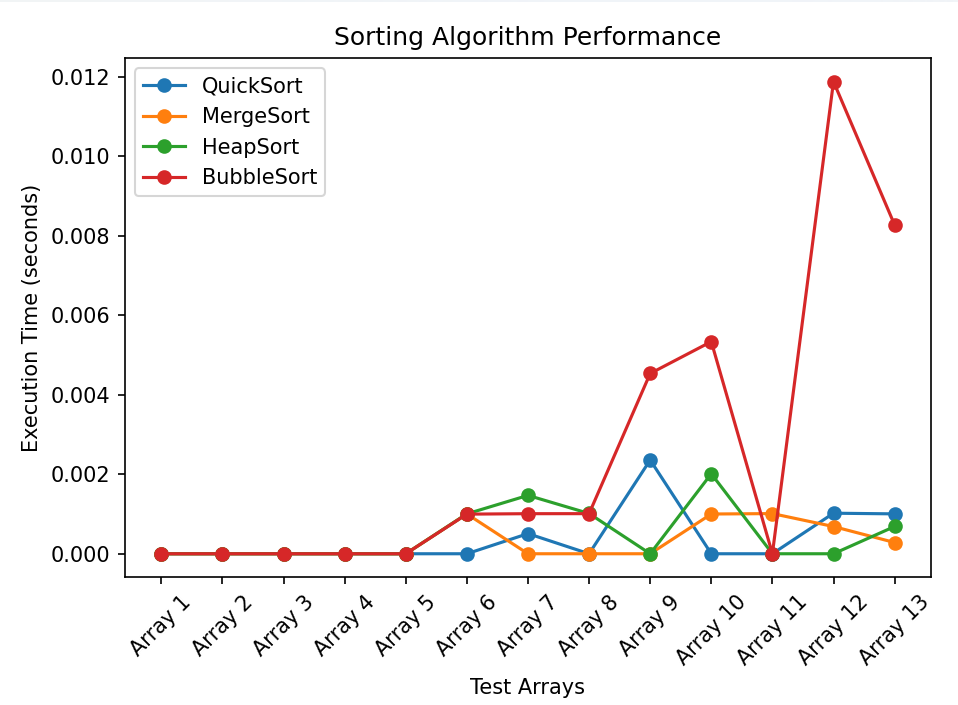 Sorting Algorithm Performance
0.012
0.010
0.008
0.006
0.004
0.002
0.000
Execution Time (seconds)
QuickSort
MergeSort
HeapSort
BubbleSort
Array 1
Array 2
Array 3
Array 4
Array 5
Array 6
Array 7
Array 8
Array 9
Array 10
Array 11
Array 12
Array 13
Test Arrays